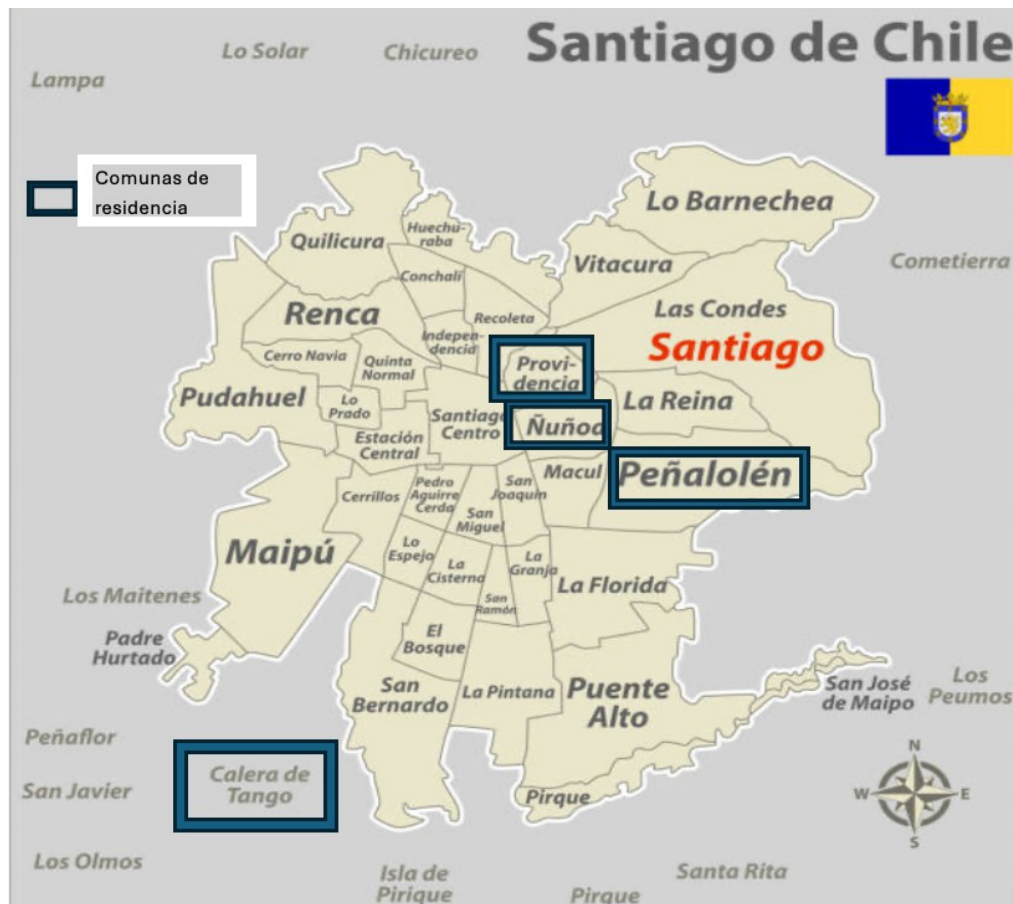 Santiago de Chile
Lo Solar
Chicureo
Lampa
Comunas de
residencia
Lo Barnechea
Huechu-
raba
Quilicura
Vitacura
Cometierra
Conchalí
Las Condes
Renca
Recoleta
Indepen-
dencia
Santiago
Cerro Navia
Quinta
Normal
Provi-
dencia
Pudahuel
Lo
Prado
La Reina
Santiago
Centro
Ñuñoa
Estación
Central
Macul
Peñalolén
Cerrillos
Pedro
Aguirre
Cerda
San
Joaquín
San
Miguel
Maipú
Lo
Espejo
La
Cisterna
La
Granja
La Florida
Los Maitenes
San
Ramón
Padre
Hurtado
El
Bosque
San
Bernardo
La Pintana
Puente
Alto
San José
de Maipo
Los
Peumos
Peñaflor
N
Calera de
Tango
San Javier
W
E
Pirque
S
Los Olmos
Isla de
Pirique
Santa Rita
Pirque